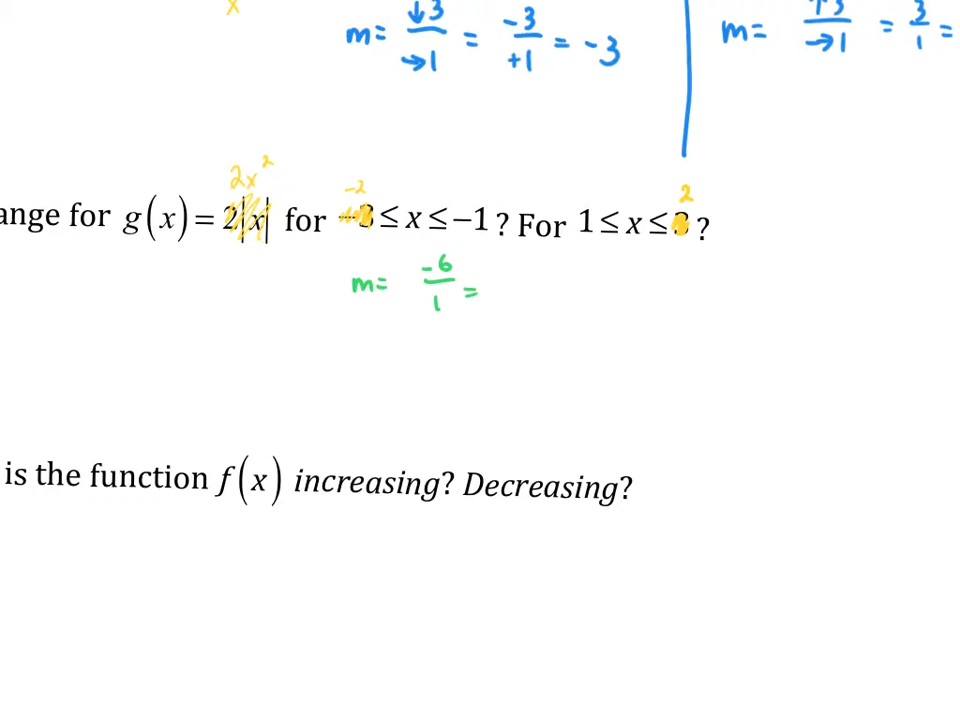 x
m= ↓3/→1 = -3/+1 = -3
m= ↑3/→1 = 3/1 =
2x² -2 2
ange for g(x) = 2|x| for −3 ≤ x ≤ −1? For 1 ≤ x ≤ 3?
m= -6/1 =
is the function f(x) increasing? Decreasing?